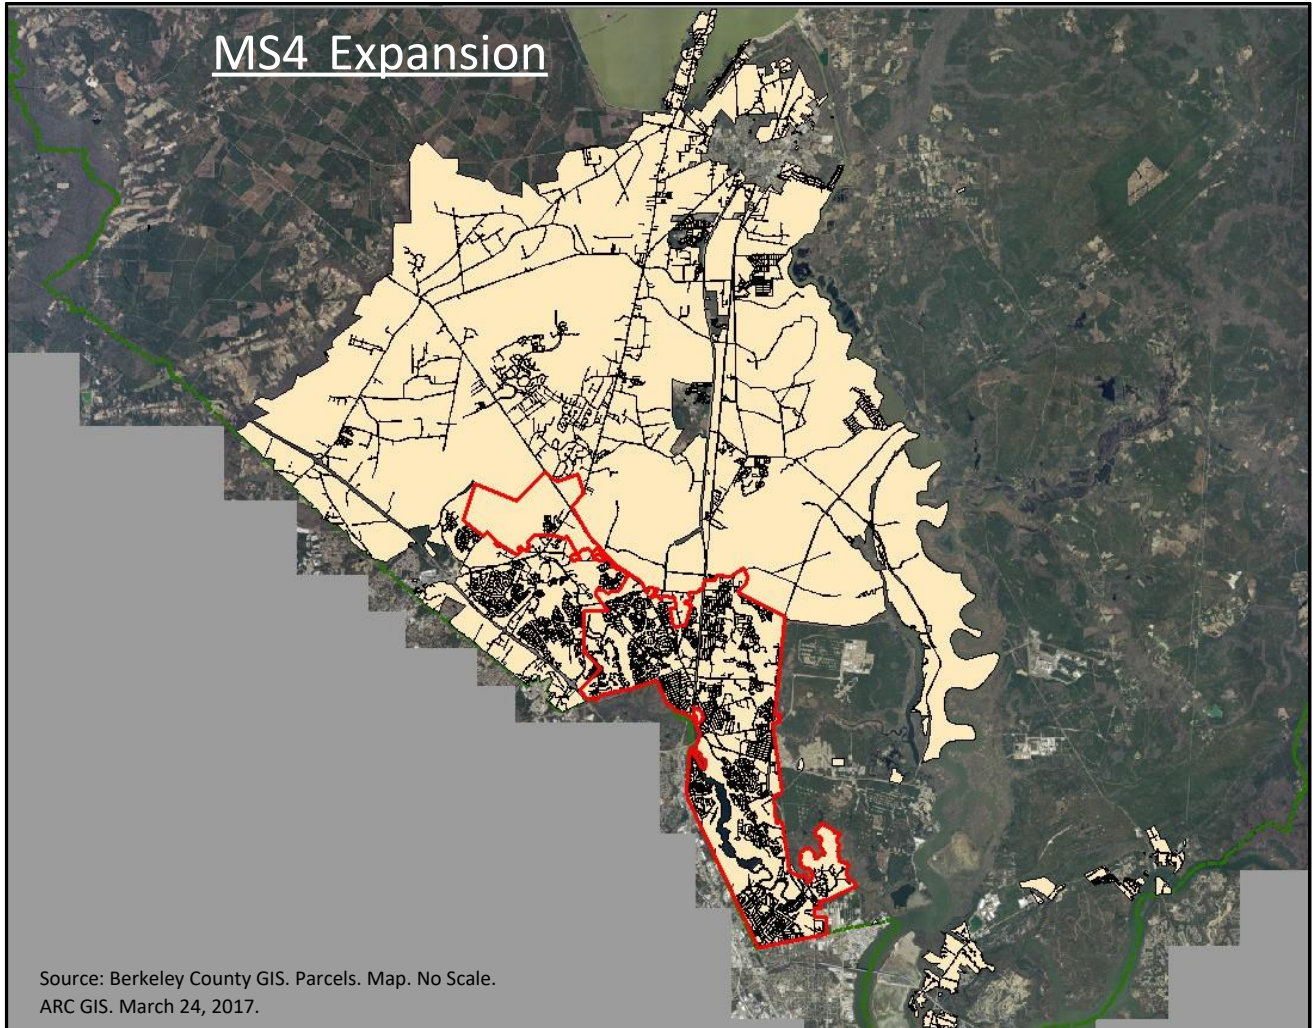 MS4 Expansion
Source: Berkeley County GIS. Parcels. Map. No Scale.
ARC GIS. March 24, 2017.